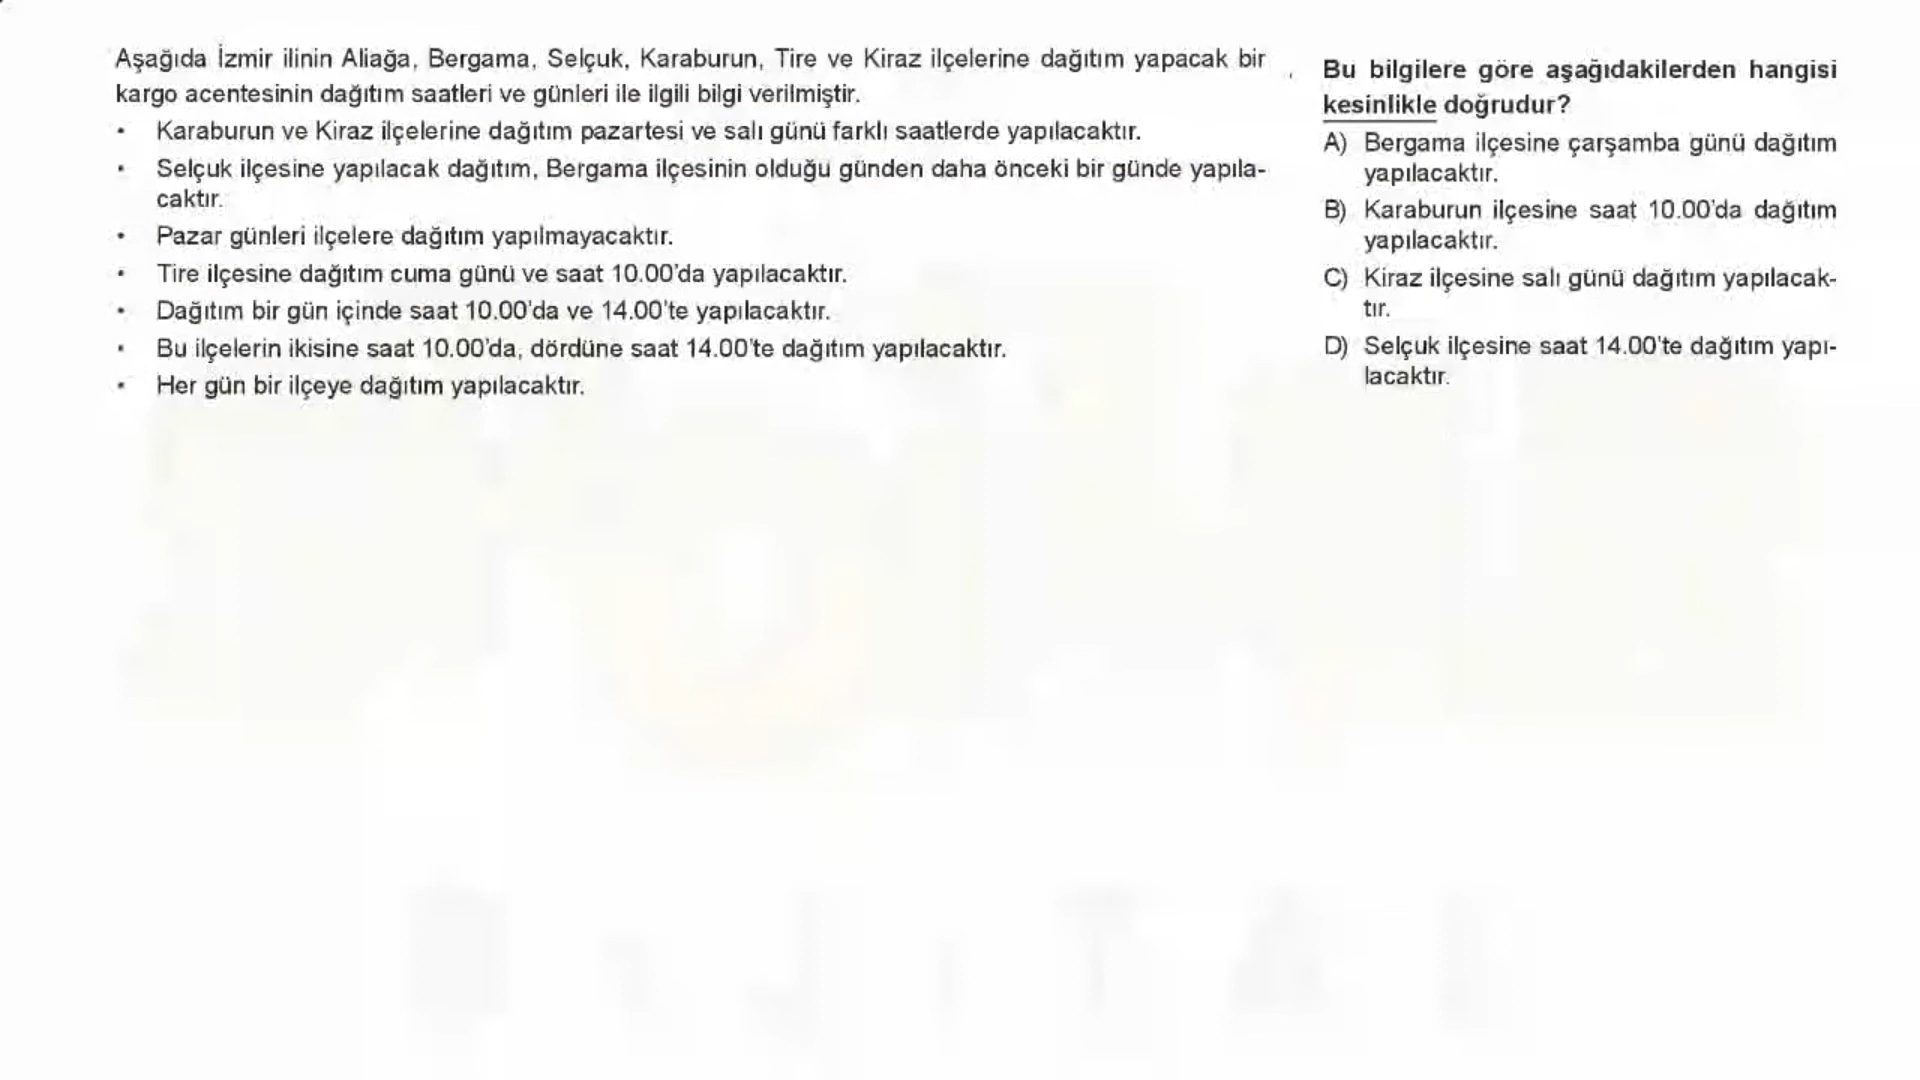 Aşağıda İzmir ilinin Aliağa, Bergama, Selçuk, Karaburun, Tire ve Kiraz ilçelerine dağıtım yapacak bir
kargo acentesinin dağıtım saatleri ve günleri ile ilgili bilgi verilmiştir.
• Karaburun ve Kiraz ilçelerine dağıtım pazartesi ve salı günü farklı saatlerde yapılacaktır.
• Selçuk ilçesine yapılacak dağıtım, Bergama ilçesinin olduğu günden daha önceki bir günde yapıla-
caktır.
• Pazar günleri ilçelere dağıtım yapılmayacaktır.
• Tire ilçesine dağıtım cuma günü ve saat 10.00'da yapılacaktır.
• Dağıtım bir gün içinde saat 10.00'da ve 14.00'te yapılacaktır.
• Bu ilçelerin ikisine saat 10.00'da, dördüne saat 14.00'te dağıtım yapılacaktır.
• Her gün bir ilçeye dağıtım yapılacaktır.
Bu bilgilere göre aşağıdakilerden hangisi
kesinlikle doğrudur?
A) Bergama ilçesine çarşamba günü dağıtım
yapılacaktır.
B) Karaburun ilçesine saat 10.00'da dağıtım
yapılacaktır.
C) Kiraz ilçesine salı günü dağıtım yapılacak-
tır.
D) Selçuk ilçesine saat 14.00'te dağıtım yapı-
lacaktır.